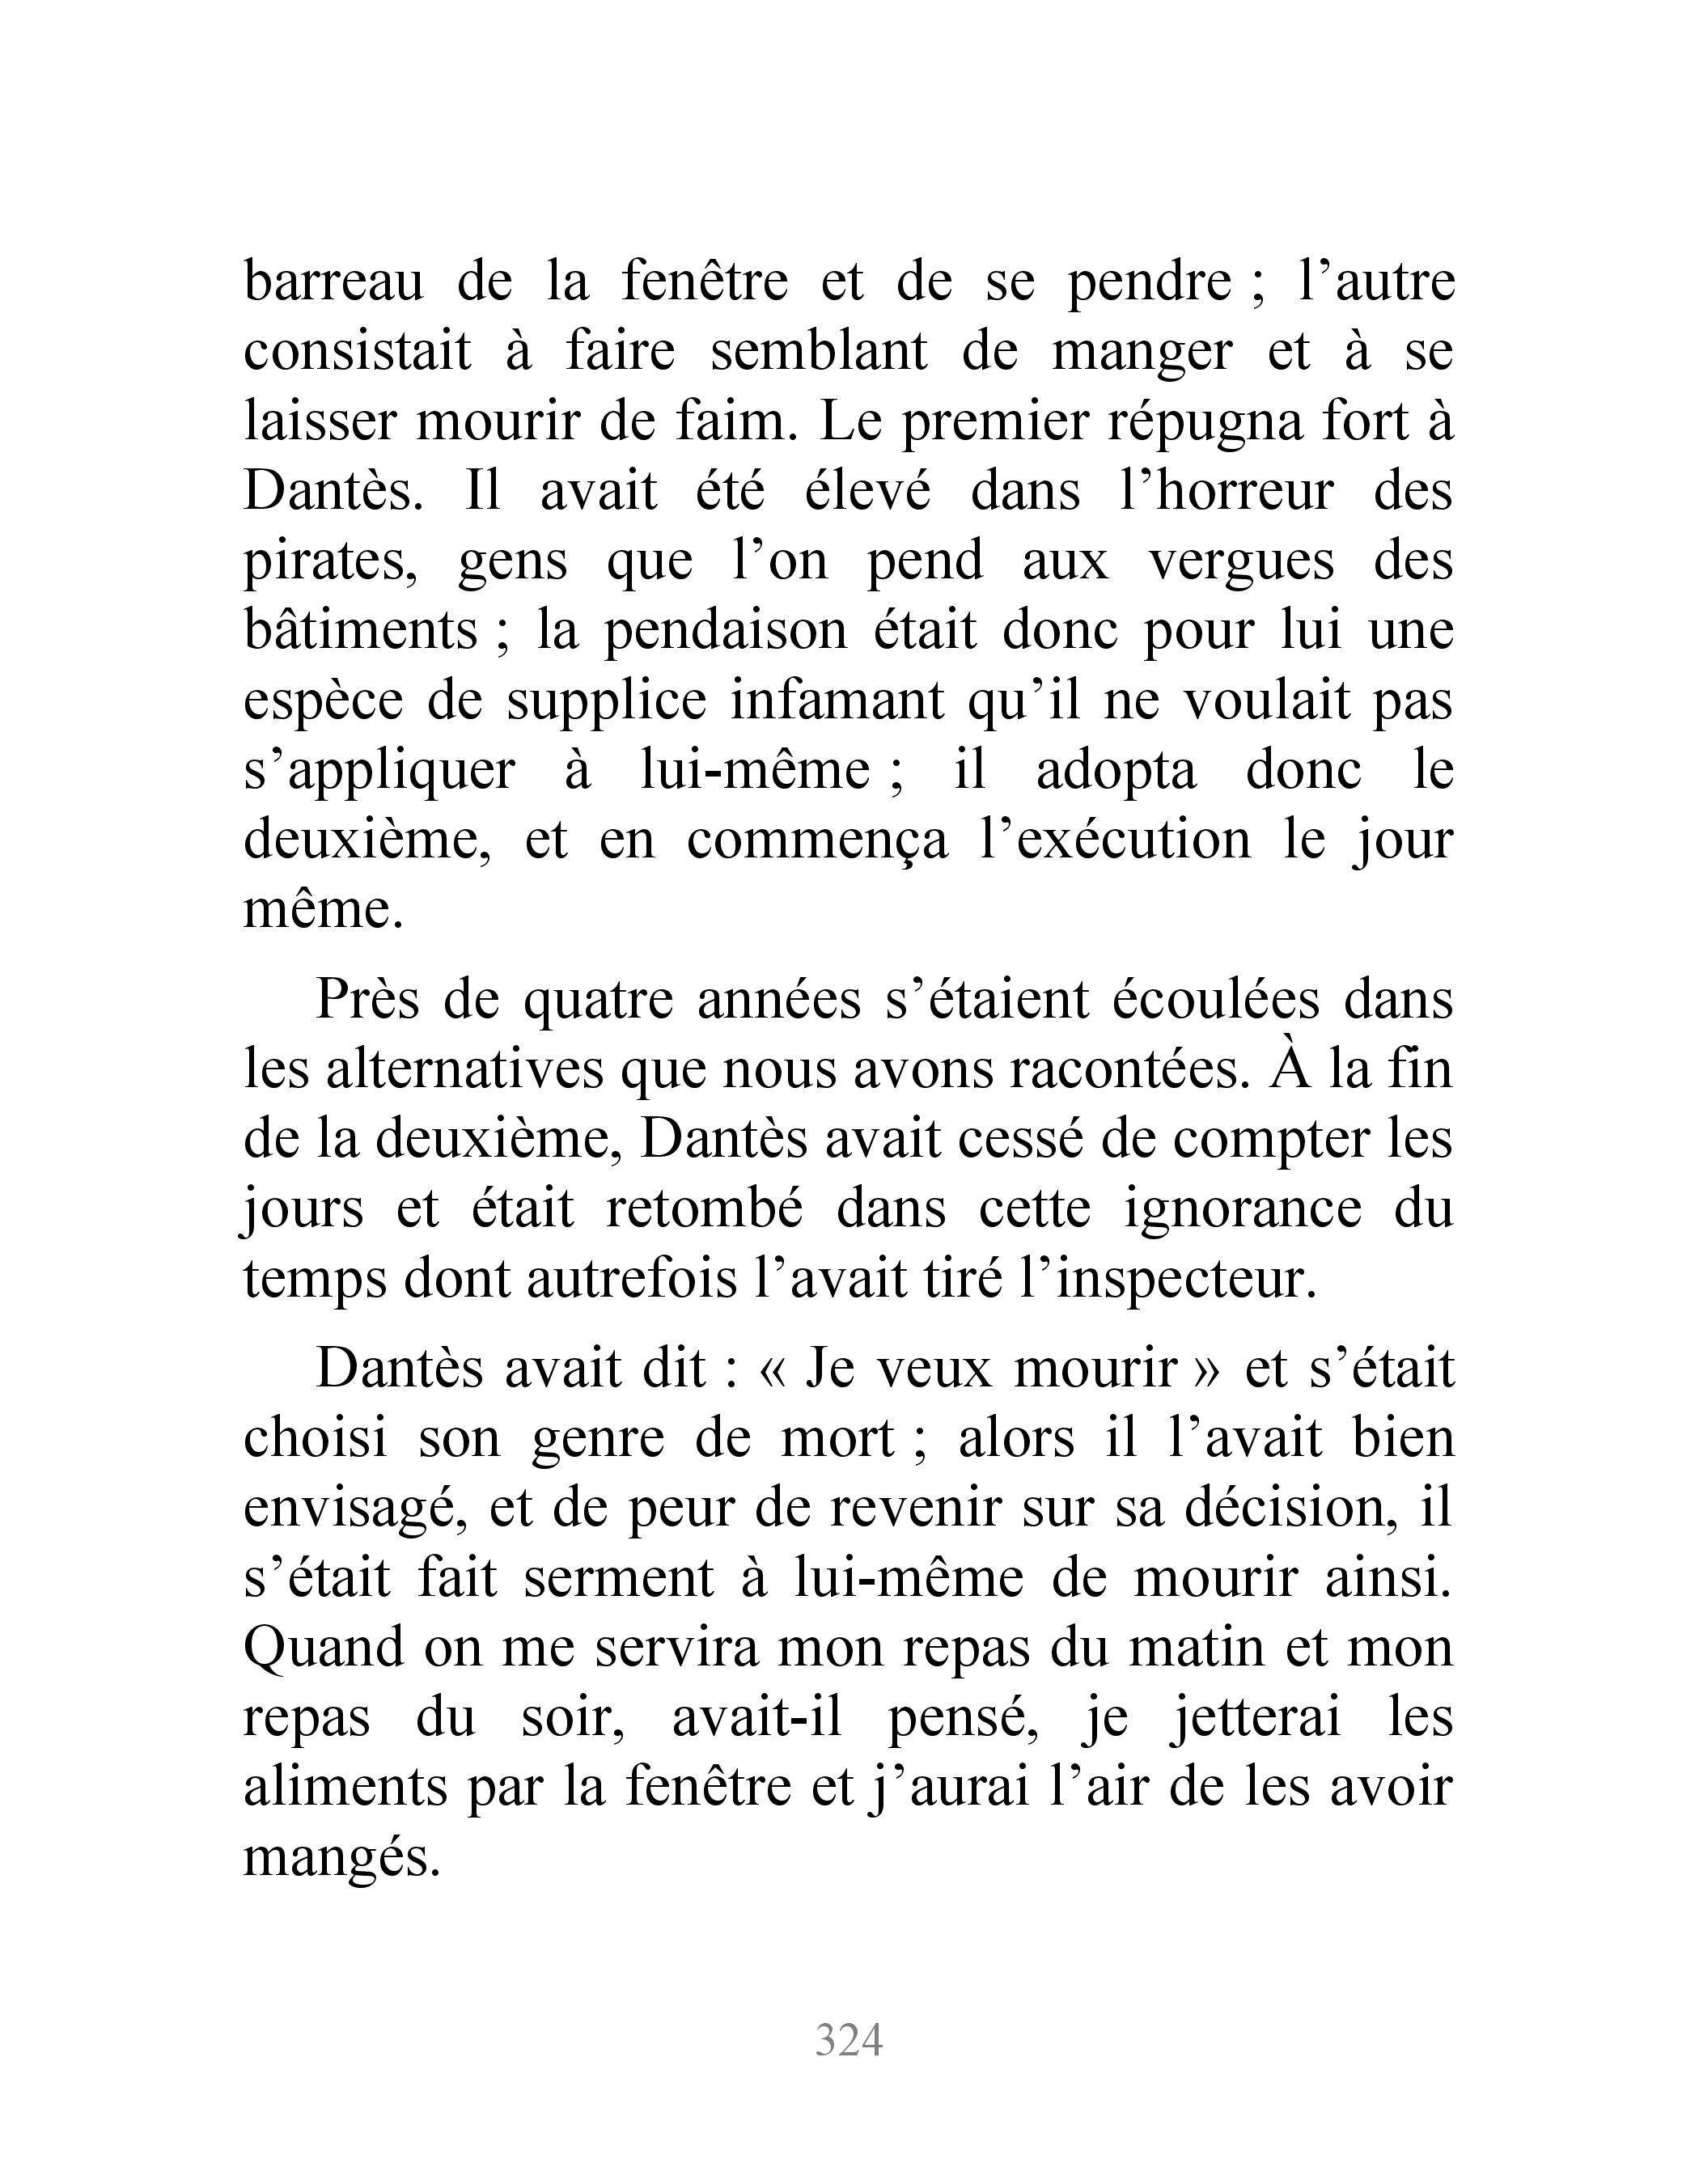 barreau de la fenêtre et de se pendre ; l’autre
consistait à faire semblant de manger et à se
laisser mourir de faim. Le premier répugna fort à
Dantès. Il avait été élevé dans l’horreur des
pirates, gens que l’on pend aux vergues des
bâtiments ; la pendaison était donc pour lui une
espèce de supplice infamant qu’il ne voulait pas
s’appliquer à lui-même ; il adopta donc le
deuxième, et en commença l’exécution le jour
même.
Près de quatre années s’étaient écoulées dans
les alternatives que nous avons racontées. À la fin
de la deuxième, Dantès avait cessé de compter les
jours et était retombé dans cette ignorance du
temps dont autrefois l’avait tiré l’inspecteur.
Dantès avait dit : « Je veux mourir » et s’était
choisi son genre de mort ; alors il l’avait bien
envisagé, et de peur de revenir sur sa décision, il
s’était fait serment à lui-même de mourir ainsi.
Quand on me servira mon repas du matin et mon
repas du soir, avait-il pensé, je jetterai les
aliments par la fenêtre et j’aurai l’air de les avoir
mangés.
324